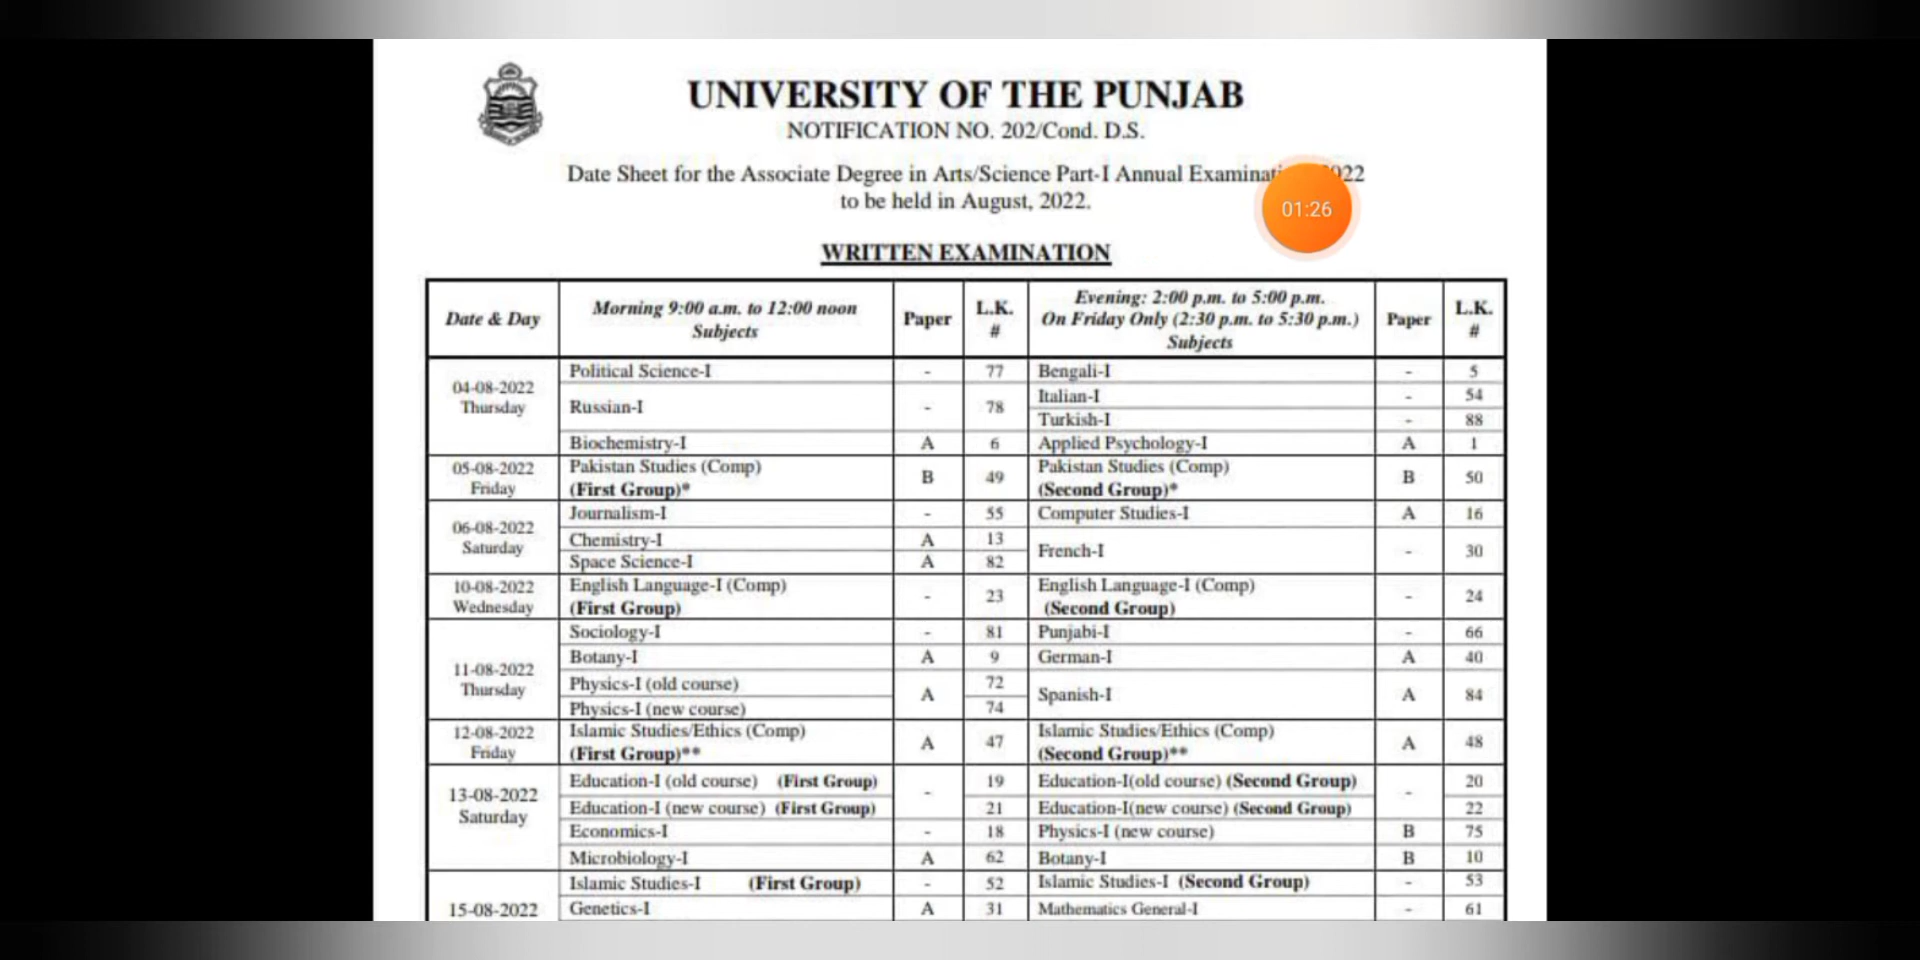 UNIVERSITY OF THE PUNJAB
NOTIFICATION NO. 202/Cond. D.S.
Date Sheet for the Associate Degree in Arts/Science Part-I Annual 22
to be held in August, 2022.
01:26
WRITTEN EXAMINATION
Date & Day Morning 9:00 a.m. to 12:00 noon Subjects Paper L.K. # Evening: 2:00 p.m. to 5:00 p.m. On Friday Only (2:30 p.m. to 5:30 p.m.) Subjects Paper L.K. #
04-08-2022 Thursday
Political Science-I - 77 Bengali-I - 5
Russian-I - 78 Italian-I - 54
Turkish-I - 88
Biochemistry-I A 6 Applied Psychology-I A 1
05-08-2022 Friday
Pakistan Studies (Comp) (First Group)* B 49 Pakistan Studies (Comp) (Second Group)* B 50
06-08-2022 Saturday
Journalism-I - 55 Computer Studies-I A 16
Chemistry-I A 13 French-I - 30
Space Science-I A 82
10-08-2022 Wednesday
English Language-I (Comp) (First Group) - 23 English Language-I (Comp) (Second Group) - 24
11-08-2022 Thursday
Sociology-I - 81 Punjabi-I - 66
Botany-I A 9 German-I A 40
Physics-I (old course) A 72 Spanish-I A 84
Physics-I (new course) 74
12-08-2022 Friday
Islamic Studies/Ethics (Comp) (First Group)** A 47 Islamic Studies/Ethics (Comp) (Second Group)** A 48
13-08-2022 Saturday
Education-I (old course) (First Group) - 19 Education-I(old course) (Second Group) - 20
Education-I (new course) (First Group) 21 Education-I(new course) (Second Group) 22
Economics-I - 18 Physics-I (new course) B 75
Microbiology-I A 62 Botany-I B 10
15-08-2022
Islamic Studies-I (First Group) - 52 Islamic Studies-I (Second Group) - 53
Genetics-I A 31 Mathematics General-I - 61